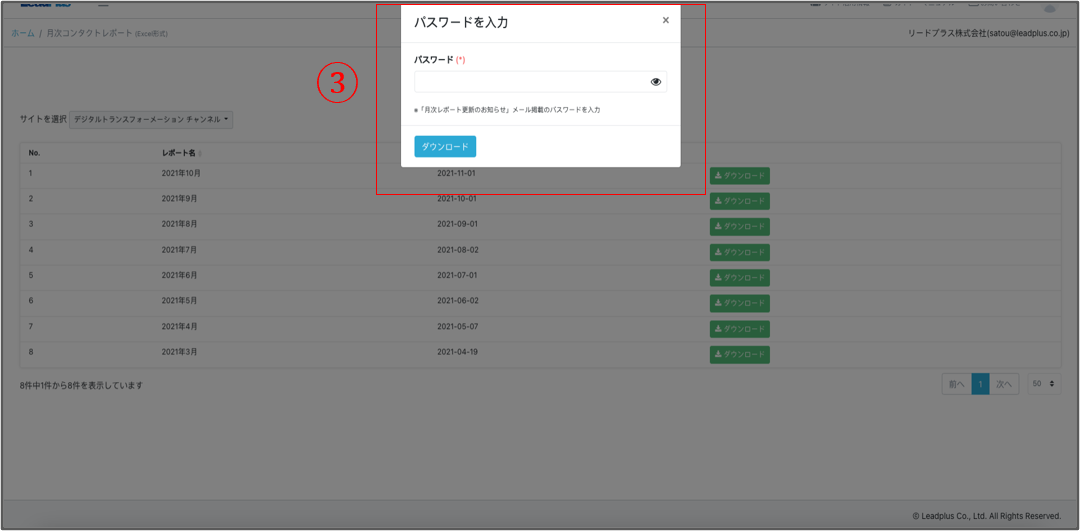 パスワードを入力
×
ホーム / 月次コンタクトレポート (Excel形式)
リードプラス株式会社(satou@leadplus.co.jp)
パスワード (*)
③
※「月次レポート更新のお知らせ」メール掲載のパスワードを入力
サイトを選択 デジタルトランスフォーメーション チャンネル
ダウンロード
No. レポート名
1 2021年10月 2021-11-01 ダウンロード
2 2021年9月 2021-10-01 ダウンロード
3 2021年8月 2021-09-01 ダウンロード
4 2021年7月 2021-08-02 ダウンロード
5 2021年6月 2021-07-01 ダウンロード
6 2021年5月 2021-06-02 ダウンロード
7 2021年4月 2021-05-07 ダウンロード
8 2021年3月 2021-04-19 ダウンロード
8件中1件から8件を表示しています
前へ 1 次へ 50
© Leadplus Co., Ltd. All Rights Reserved.